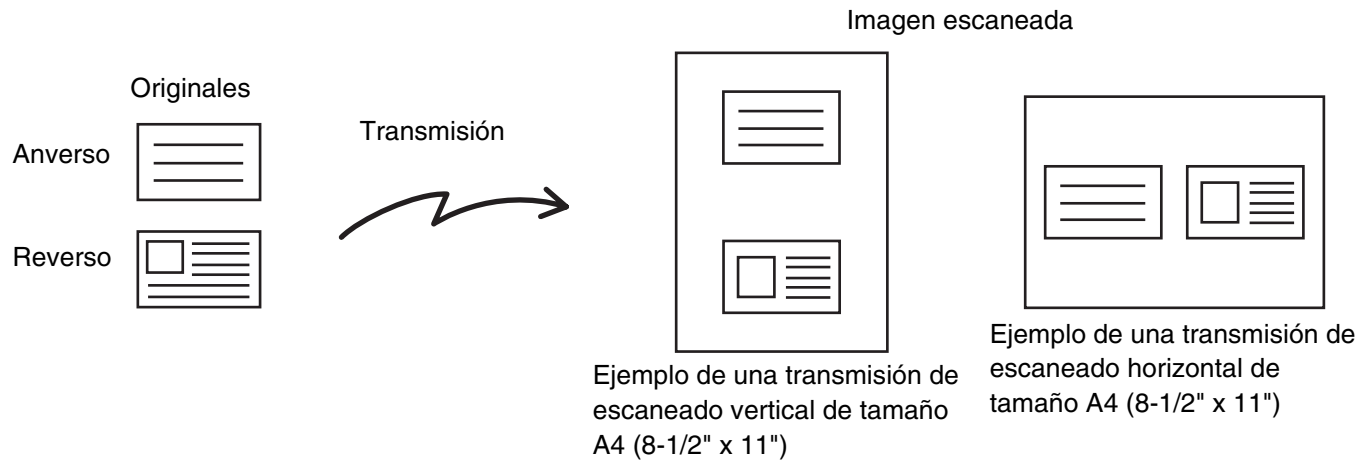 Imagen escaneada
Originales
Anverso
Reverso
Transmisión
Ejemplo de una transmisión de
escaneado vertical de tamaño
A4 (8-1/2" x 11")
Ejemplo de una transmisión de
escaneado horizontal de
tamaño A4 (8-1/2" x 11")